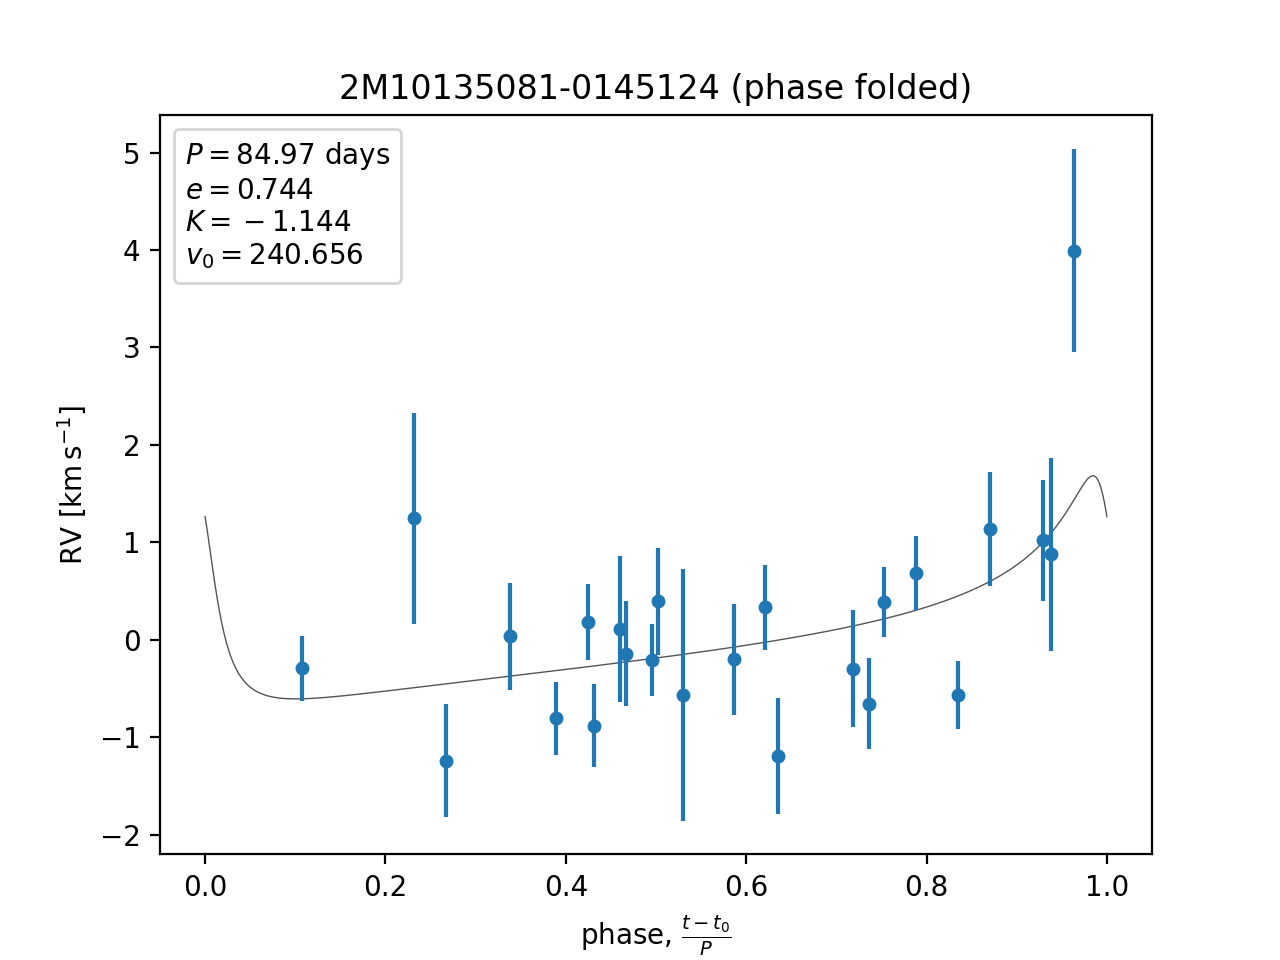 2M10135081-0145124 (phase folded)
P = 84.97 days
e = 0.744
K = −1.144
v₀ = 240.656
5
4
3
2
1
0
−1
−2
RV [km s⁻¹]
0.0 0.2 0.4 0.6 0.8 1.0
phase, (t − t₀)/P